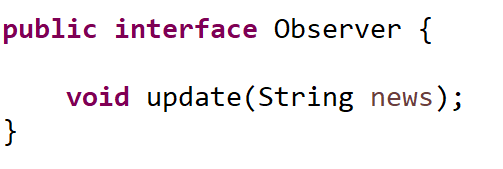 public interface Observer {
void update(String news);
}